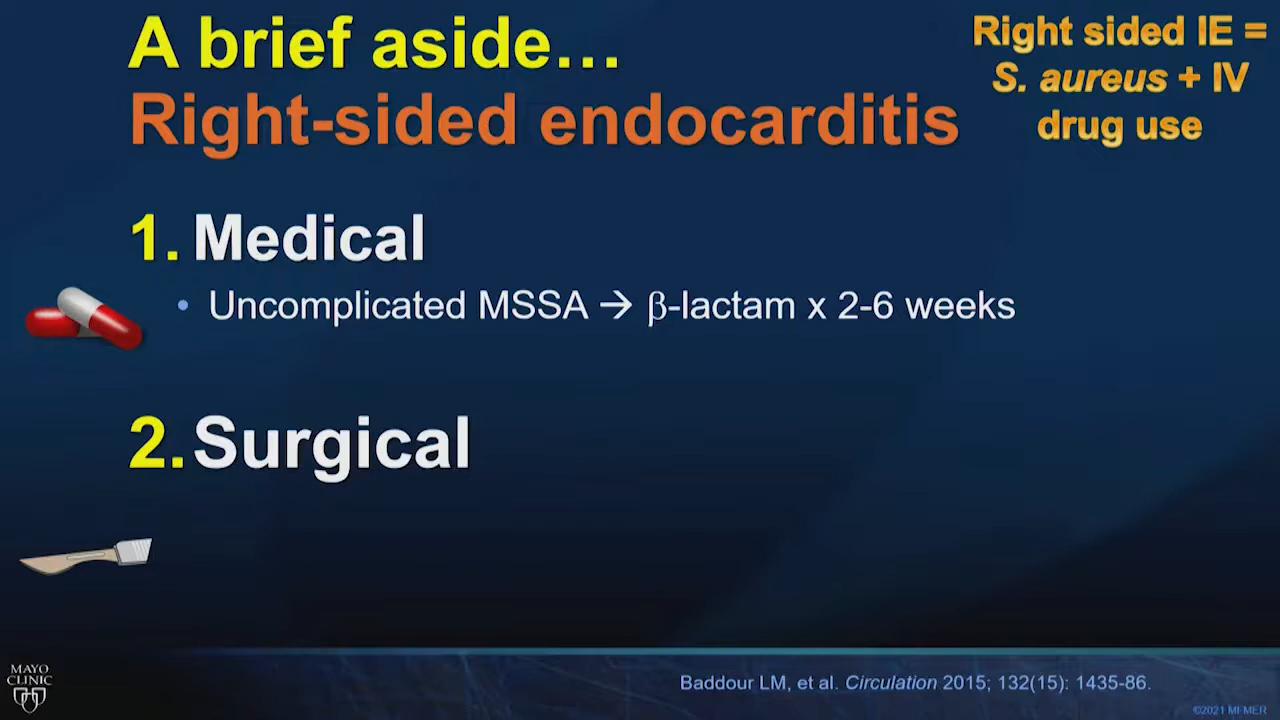 A brief aside…
Right-sided endocarditis
Right sided IE =
S. aureus + IV
drug use
1. Medical
• Uncomplicated MSSA → β-lactam x 2-6 weeks
2. Surgical
MAYO
CLINIC
Baddour LM, et al. Circulation 2015; 132(15): 1435-86.
©2021 MFMER